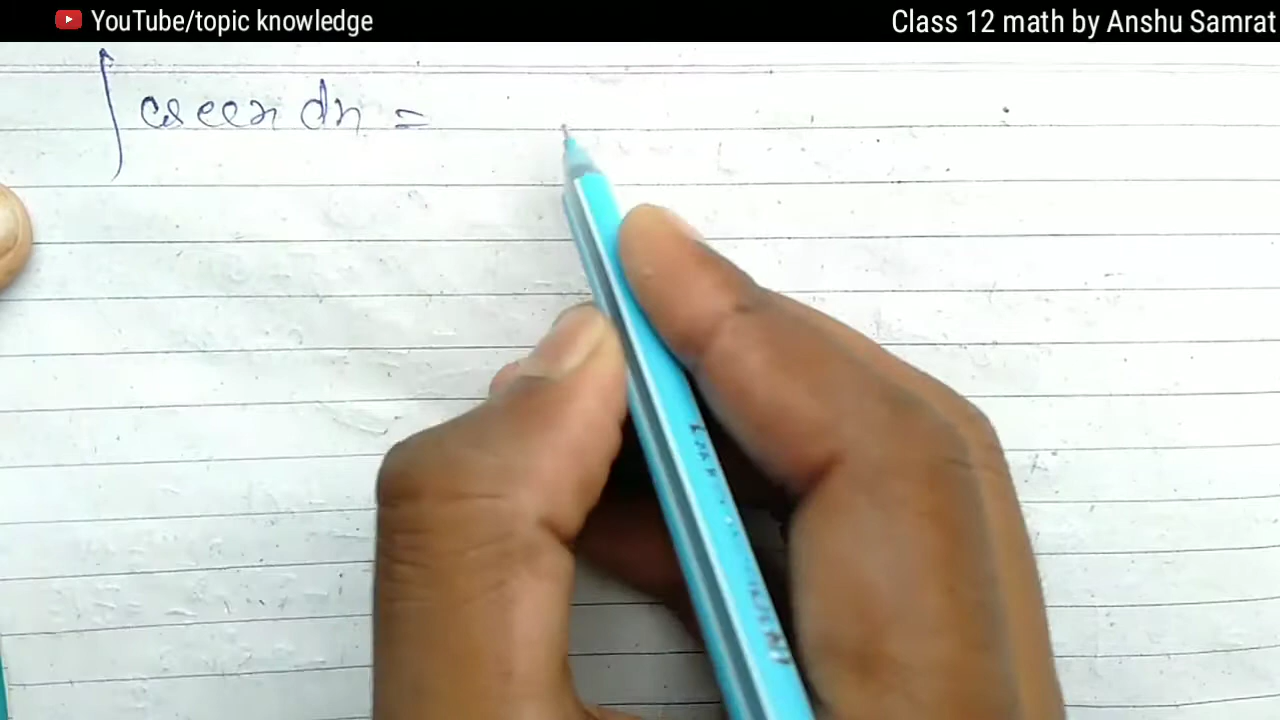 YouTube/topic knowledge
Class 12 math by Anshu Samrat
∫ cosecx dx =